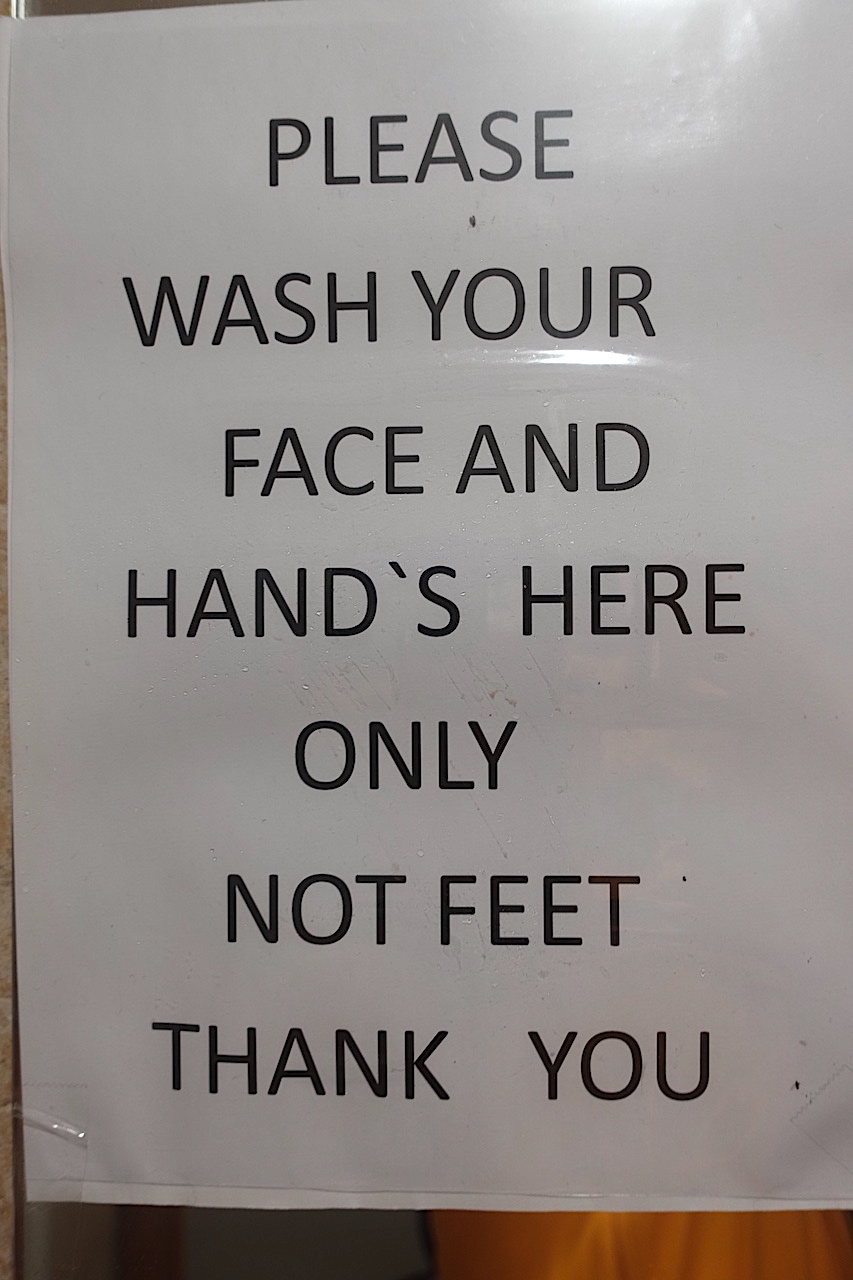 PLEASE
WASH YOUR
FACE AND
HAND`S HERE
ONLY
NOT FEET
THANK YOU